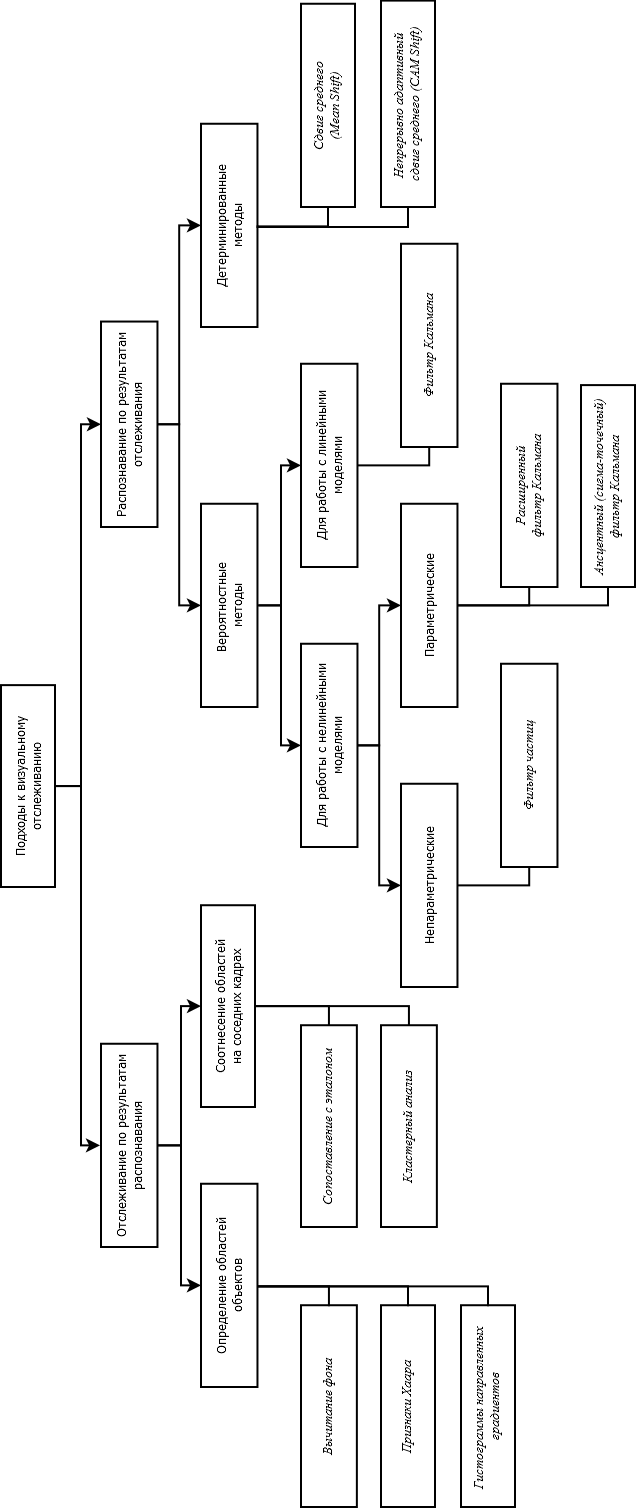 Подходы к визуальному
отслеживанию
Отслеживание по результатам
распознавания
Распознавание по результатам
отслеживания
Определение областей
объектов
Соотнесение областей
на соседних кадрах
Вероятностные
методы
Детерминированные
методы
Вычитание фона
Признаки Хаара
Гистограммы направленных
градиентов
Сопоставление с эталоном
Кластерный анализ
Для работы с нелинейными
моделями
Для работы с линейными
моделями
Сдвиг среднего
(Mean Shift)
Непрерывно адаптивный
сдвиг среднего (CAM Shift)
Непараметрические
Параметрические
Фильтр Кальмана
Фильтр частиц
Расширенный
фильтр Кальмана
Ансцентный (сигма-точечный)
фильтр Кальмана